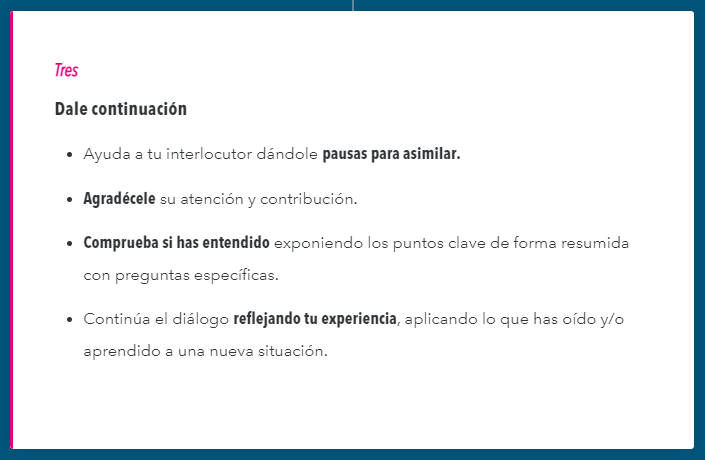 Tres
Dale continuación
• Ayuda a tu interlocutor dándole pausas para asimilar.
• Agradécele su atención y contribución.
• Comprueba si has entendido exponiendo los puntos clave de forma resumida
con preguntas específicas.
• Continúa el diálogo reflejando tu experiencia, aplicando lo que has oído y/o
aprendido a una nueva situación.